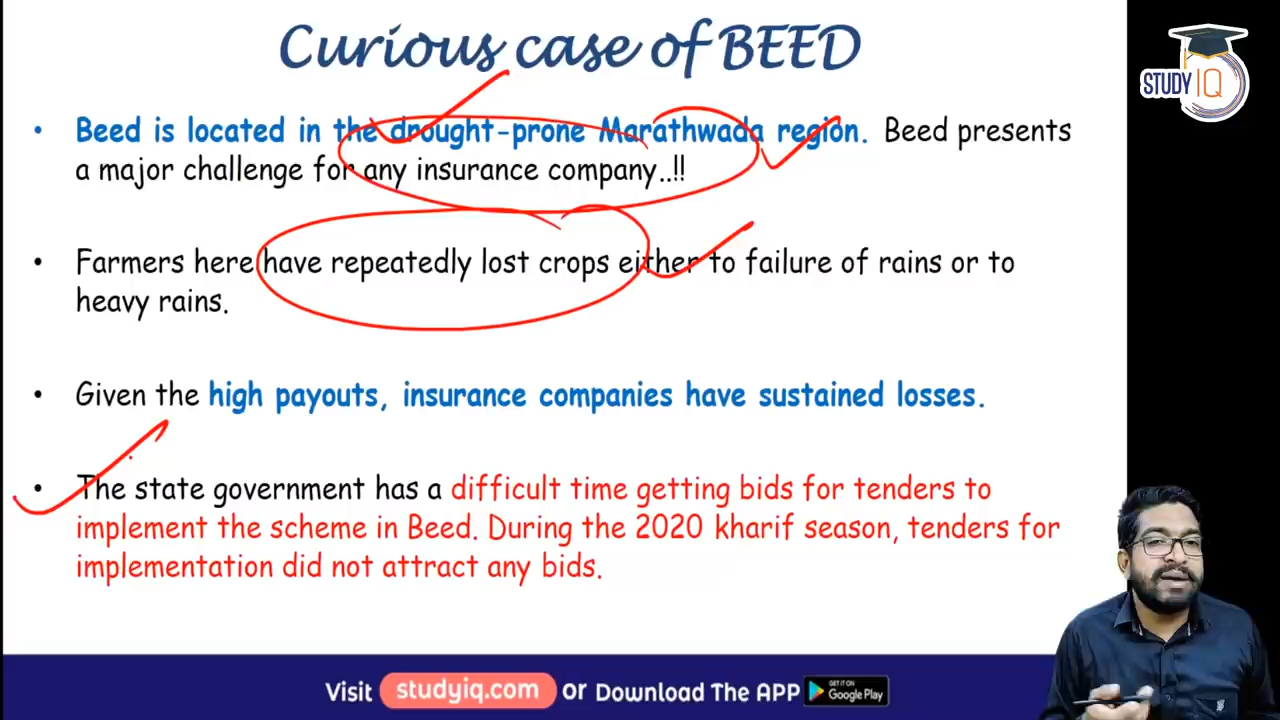 Curious case of BEED
STUDY IQ
• Beed is located in the drought-prone Marathwada region. Beed presents
a major challenge for any insurance company..!!
• Farmers here have repeatedly lost crops either to failure of rains or to
heavy rains.
• Given the high payouts, insurance companies have sustained losses.
• The state government has a difficult time getting bids for tenders to
implement the scheme in Beed. During the 2020 kharif season, tenders for
implementation did not attract any bids.
Visit studyiq.com or Download The APP GET IT ON Google Play